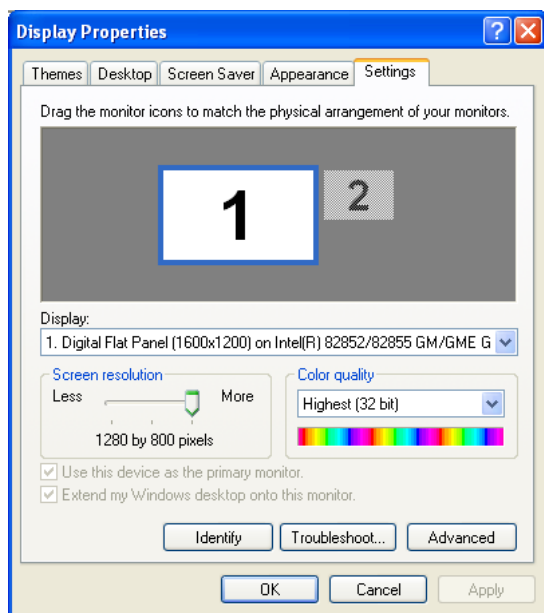 Display Properties
Themes Desktop Screen Saver Appearance Settings
Drag the monitor icons to match the physical arrangement of your monitors.
1 2
Display:
1. Digital Flat Panel (1600x1200) on Intel(R) 82852/82855 GM/GME G
Screen resolution
Less More
1280 by 800 pixels
Color quality
Highest (32 bit)
Use this device as the primary monitor.
Extend my Windows desktop onto this monitor.
Identify Troubleshoot... Advanced
OK Cancel Apply